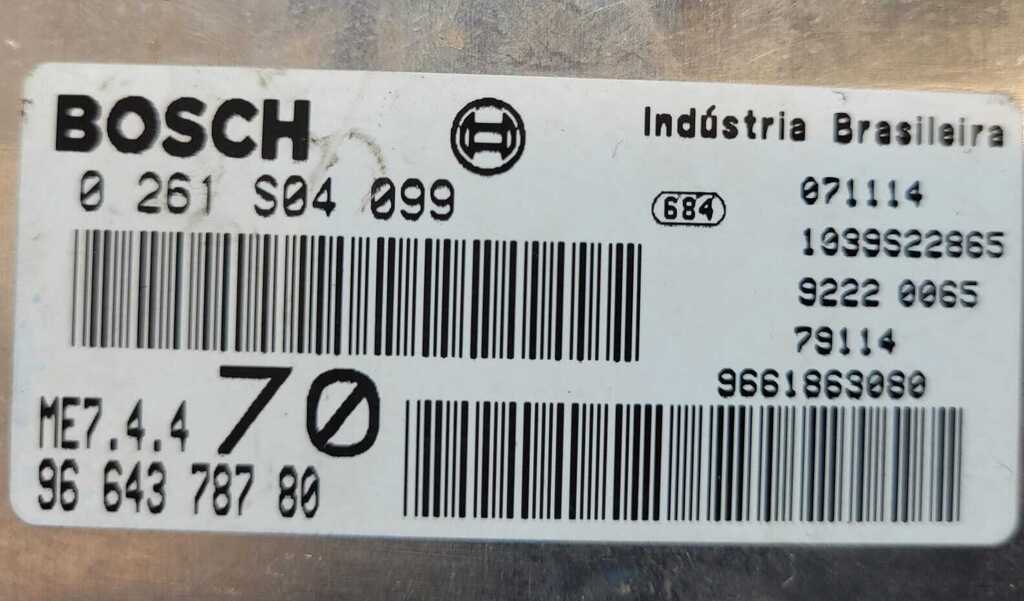 BOSCH
Indústria Brasileira
0 261 S04 099
684
071114
1039S22865
9222 0065
79114
9661863080
ME7.4.4 70
96 643 787 80